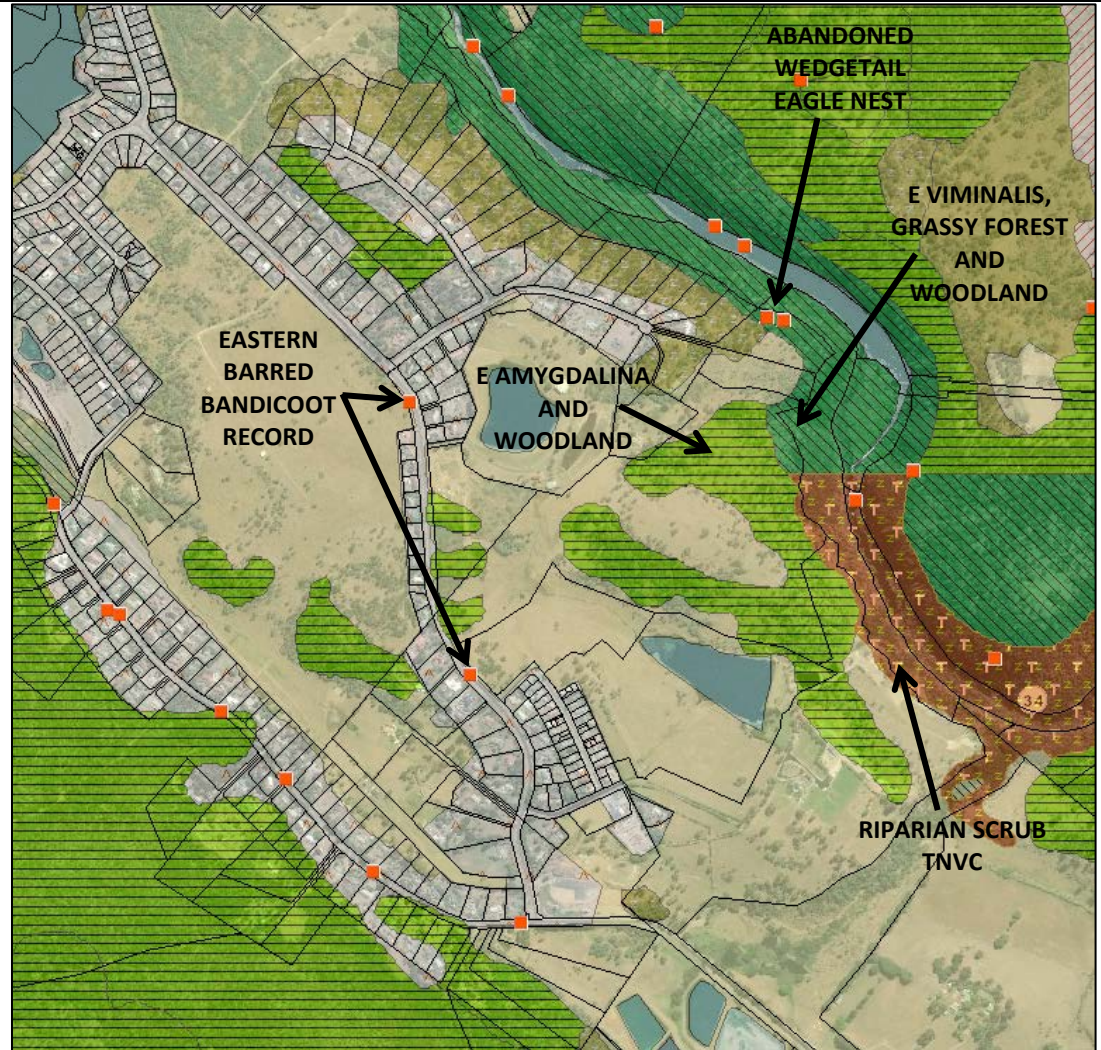 ABANDONED
WEDGETAIL
EAGLE NEST
E VIMINALIS,
GRASSY FOREST
AND
WOODLAND
EASTERN
BARRED
BANDICOOT
RECORD
E AMYGDALINA
AND
WOODLAND
34
RIPARIAN SCRUB
TNVC